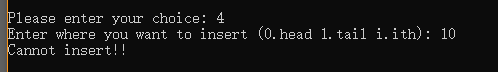 Please enter your choice: 4
Enter where you want to insert (0.head 1.tail i.ith): 10
Cannot insert!!